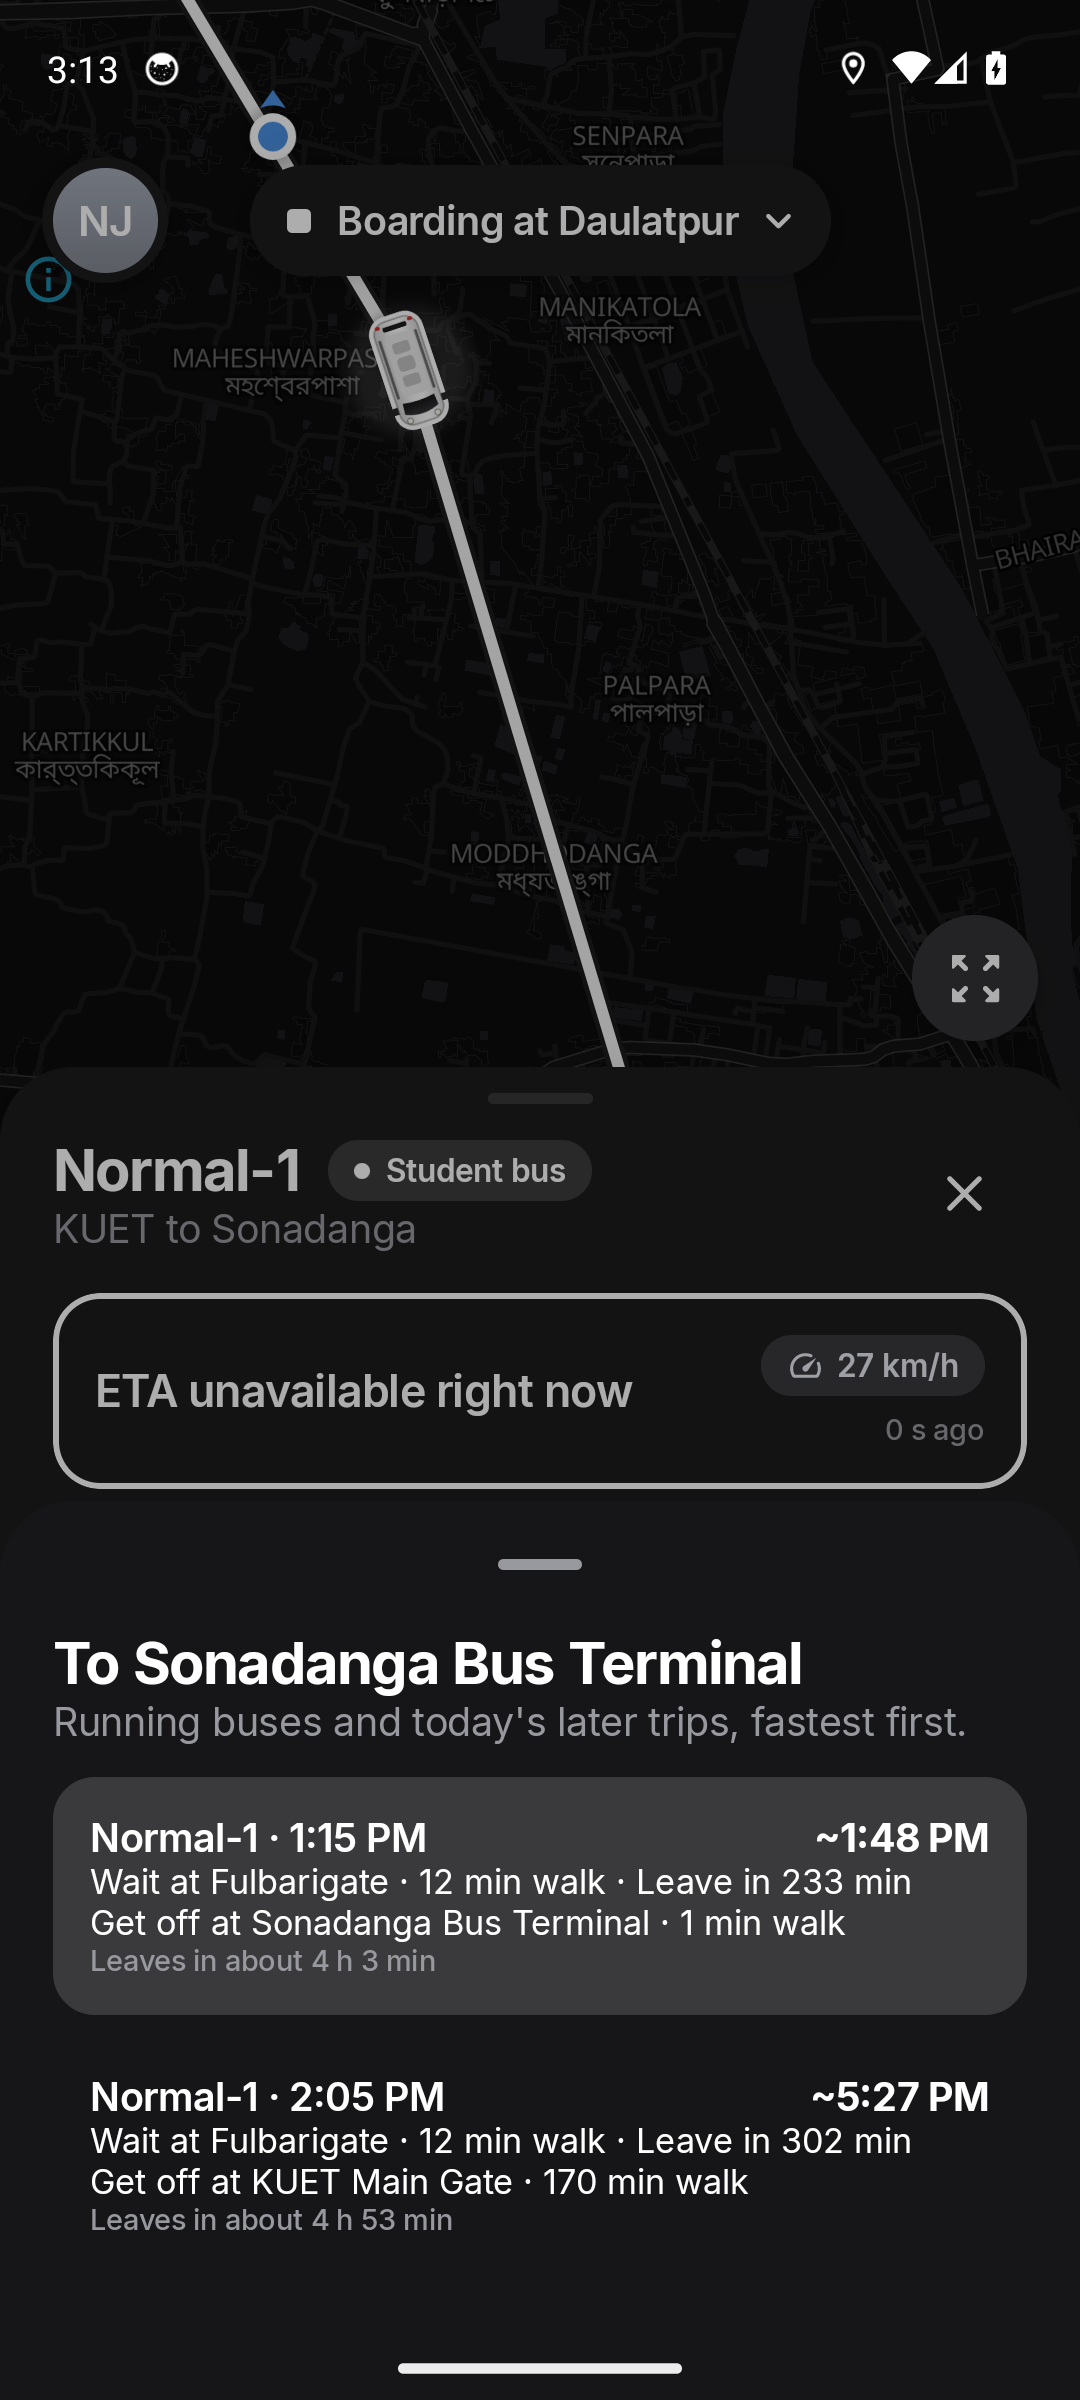 3:13
SENPARA
সেনপাড়া
NJ
Boarding at Daulatpur
MANIKATOLA
মানিকতলা
MAHESHWARPAS
মহেশ্বেরপাশা
BHAIRA
PALPARA
পালপাড়া
KARTIKKUL
কার্ত্তিকুল
MODDH DANGA
Normal-1
Student bus
KUET to Sonadanga
ETA unavailable right now
27 km/h
0 s ago
To Sonadanga Bus Terminal
Running buses and today's later trips, fastest first.
Normal-1 · 1:15 PM ~1:48 PM
Wait at Fulbarigate · 12 min walk · Leave in 233 min
Get off at Sonadanga Bus Terminal · 1 min walk
Leaves in about 4 h 3 min
Normal-1 · 2:05 PM ~5:27 PM
Wait at Fulbarigate · 12 min walk · Leave in 302 min
Get off at KUET Main Gate · 170 min walk
Leaves in about 4 h 53 min